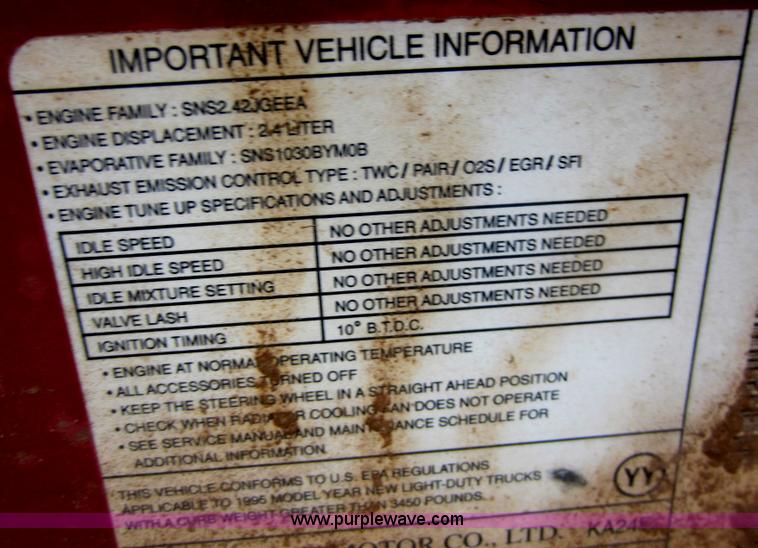 IMPORTANT VEHICLE INFORMATION
• ENGINE FAMILY : SNS2.42JGEEA
• ENGINE DISPLACEMENT : 2.4 LITER
• EVAPORATIVE FAMILY : SNS1030BYM0B
• EXHAUST EMISSION CONTROL TYPE : TWC / PAIR / O2S / EGR / SFI
• ENGINE TUNE UP SPECIFICATIONS AND ADJUSTMENTS :
IDLE SPEED NO OTHER ADJUSTMENTS NEEDED
HIGH IDLE SPEED NO OTHER ADJUSTMENTS NEEDED
IDLE MIXTURE SETTING NO OTHER ADJUSTMENTS NEEDED
VALVE LASH NO OTHER ADJUSTMENTS NEEDED
IGNITION TIMING 10° B.T.D.C.
• ENGINE AT NORMAL OPERATING TEMPERATURE
• ALL ACCESSORIES TURNED OFF
• KEEP THE STEERING WHEEL IN A STRAIGHT AHEAD POSITION
• CHECK WHEN RADIATOR COOLING FAN DOES NOT OPERATE
• SEE SERVICE MANUAL AND MAINTENANCE SCHEDULE FOR
ADDITIONAL INFORMATION
THIS VEHICLE CONFORMS TO U.S. EPA REGULATIONS
APPLICABLE TO 1995 MODEL YEAR NEW LIGHT-DUTY TRUCKS
WITH A CURB WEIGHT GREATER THAN 3450 POUNDS.
YY
www.purplewave.com
MOTOR CO., LTD. KA24E